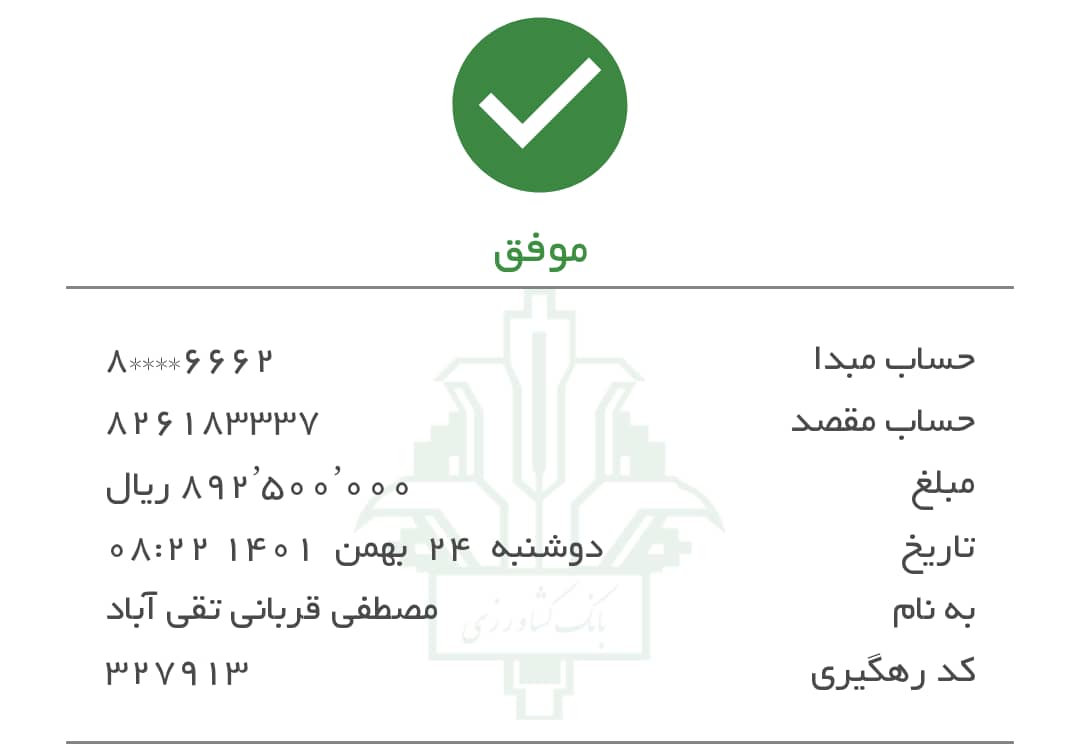 موفق
حساب مبدا ۸****۶۶۶۲
حساب مقصد ۸۲۶۱۸۳۳۳۷
مبلغ ۸۹۲٬۵۰۰٬۰۰۰ ریال
تاریخ دوشنبه ۲۴ بهمن ۱۴۰۱ ۰۸:۲۲
به نام مصطفی قربانی تقی آباد
بانک کشاورزی
کد رهگیری ۳۲۷۹۱۳